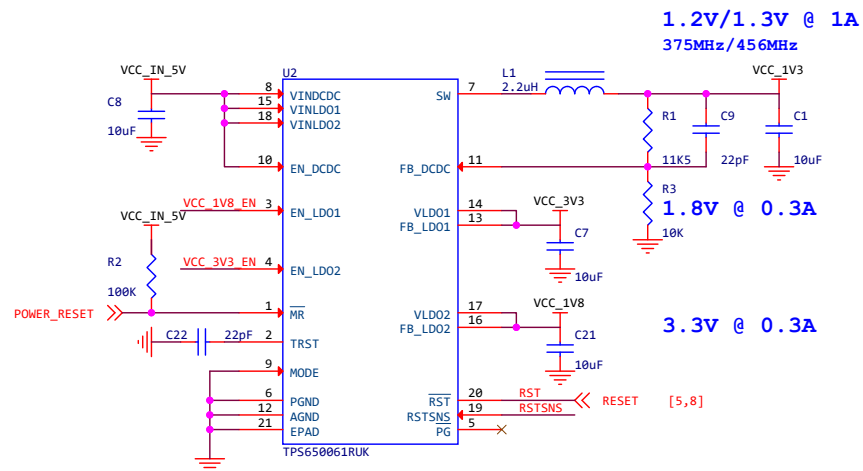 1.2V/1.3V @ 1A
375MHz/456MHz
VCC_IN_5V
U2
L1
VCC_1V3
8
VINDCDC
SW
7
2.2uH
C8
15
VINLDO1
18
VINLDO2
R1
C9
C1
10uF
10
EN_DCDC
FB_DCDC
11
11K5
22pF
10uF
R3
VCC_1V8_EN
3
EN_LDO1
VLDO1
14
VCC_3V3
1.8V @ 0.3A
VCC_IN_5V
FB_LDO1
13
C7
10K
R2
VCC_3V3_EN
4
EN_LDO2
10uF
100K
VCC_1V8
POWER_RESET
1
MR
VLDO2
17
FB_LDO2
16
3.3V @ 0.3A
C22
22pF
2
TRST
C21
9
MODE
10uF
6
PGND
RST
20
RST
RESET
[5,8]
12
AGND
RSTSNS
19
RSTSNS
21
EPAD
PG
5
TPS650061RUK